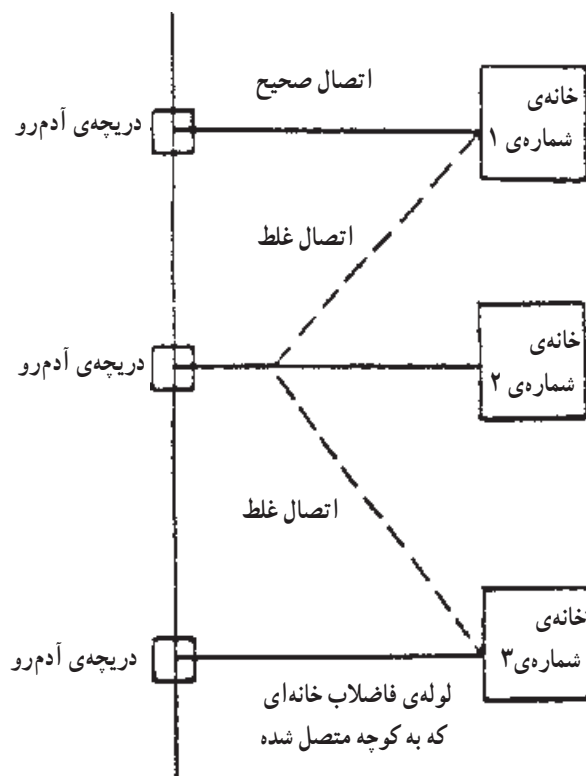 اتصال صحیح
خانه‌ی
شماره‌ی ۱
دریچه‌ی آدم‌رو
اتصال غلط
خانه‌ی
شماره‌ی ۲
دریچه‌ی آدم‌رو
اتصال غلط
خانه‌ی
شماره‌ی ۳
دریچه‌ی آدم‌رو
لوله‌ی فاضلاب خانه‌ای
که به کوچه متصل شده